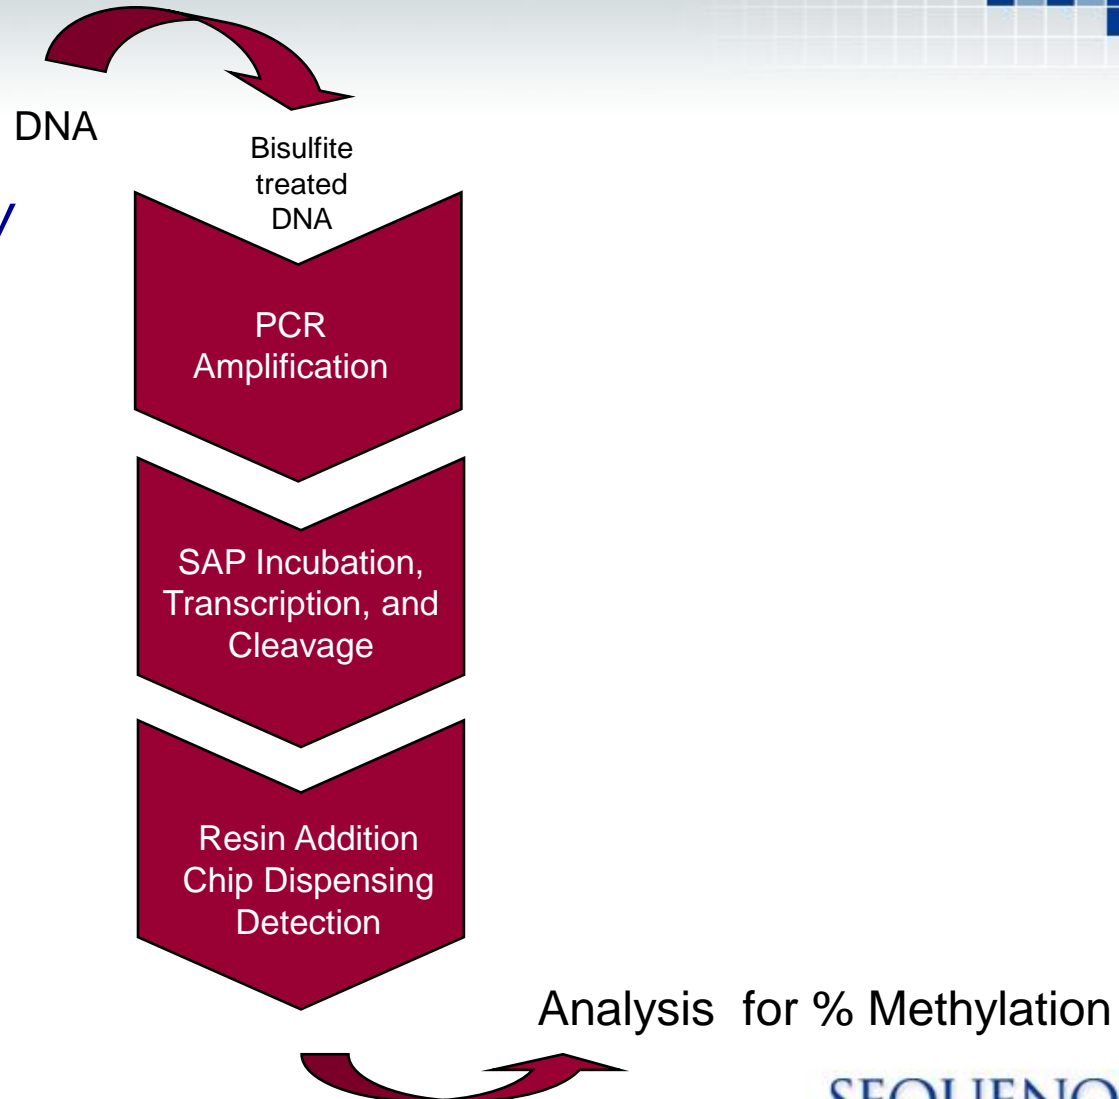 DNA
Bisulfite
treated
DNA
PCR
Amplification
SAP Incubation,
Transcription, and
Cleavage
Resin Addition
Chip Dispensing
Detection
Analysis for % Methylation